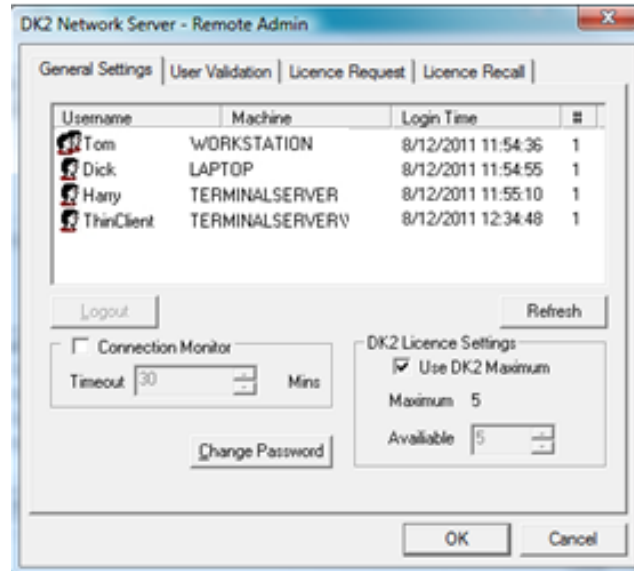 DK2 Network Server - Remote Admin
General Settings User Validation Licence Request Licence Recall
Username Machine Login Time #
Tom WORKSTATION 8/12/2011 11:54:36 1
Dick LAPTOP 8/12/2011 11:54:55 1
Harry TERMINALSERVER 8/12/2011 11:55:10 1
ThinClient TERMINALSERVER\ 8/12/2011 12:34:48 1
Logout Refresh
Connection Monitor DK2 Licence Settings
Use DK2 Maximum
Timeout 30 Mins
Maximum 5
Availiable 5
Change Password
OK Cancel